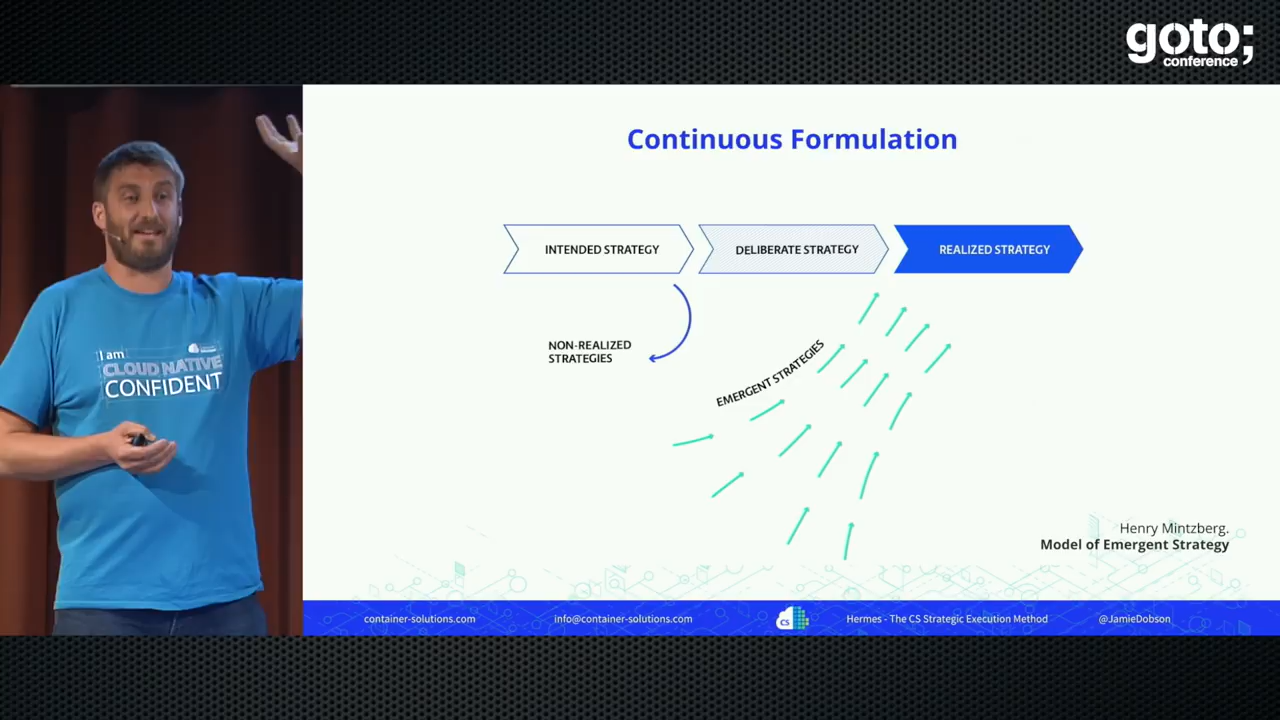 goto;
conference
Continuous Formulation
INTENDED STRATEGY
DELIBERATE STRATEGY
REALIZED STRATEGY
NON-REALIZED
STRATEGIES
EMERGENT STRATEGIES
I am
CLOUD NATIVE
CONFIDENT
Henry Mintzberg.
Model of Emergent Strategy
container-solutions.com
info@container-solutions.com
CS
Hermes - The CS Strategic Execution Method
@JamieDobson